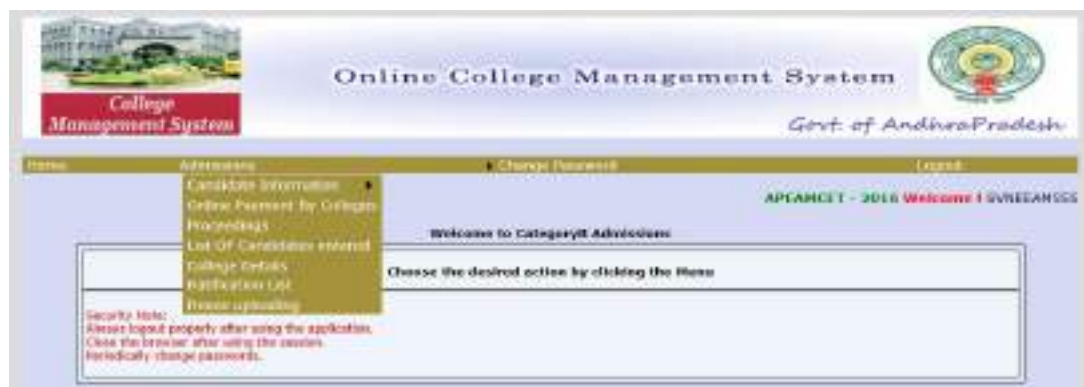 Online College Management System
College
Management System
Govt. of AndhraPradesh
Home Admissions Change Password Logout
Candidate Information
Online Payment By Colleges
APEAMCET - 2016 Welcome !
Proceedings
Welcome to CategoryB Admissions
List Of Candidates entered
College Details
Choose the desired action by clicking the Menu
Ratification List
uploading
Security Note:
Always logout properly after using the application.
Close the browser after using the session.
Periodically change passwords.